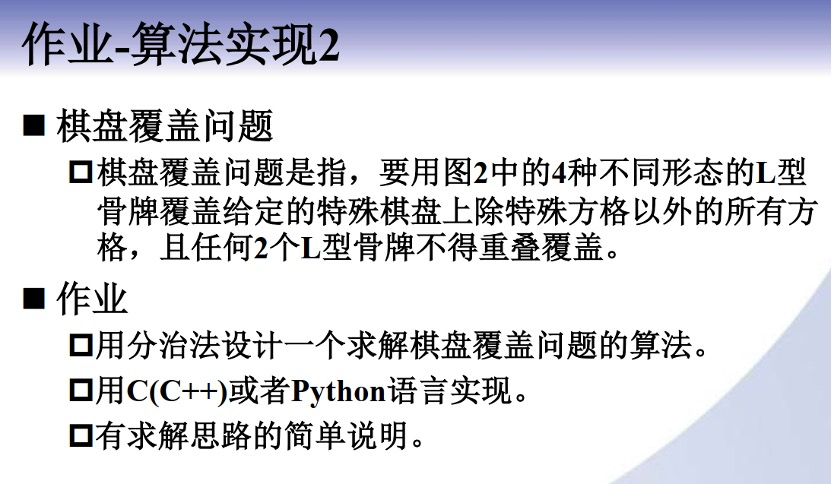 作业-算法实现2
■ 棋盘覆盖问题
棋盘覆盖问题是指，要用图2中的4种不同形态的L型
骨牌覆盖给定的特殊棋盘上除特殊方格以外的所有方
格，且任何2个L型骨牌不得重叠覆盖。
■ 作业
用分治法设计一个求解棋盘覆盖问题的算法。
用C(C++)或者Python语言实现。
有求解思路的简单说明。